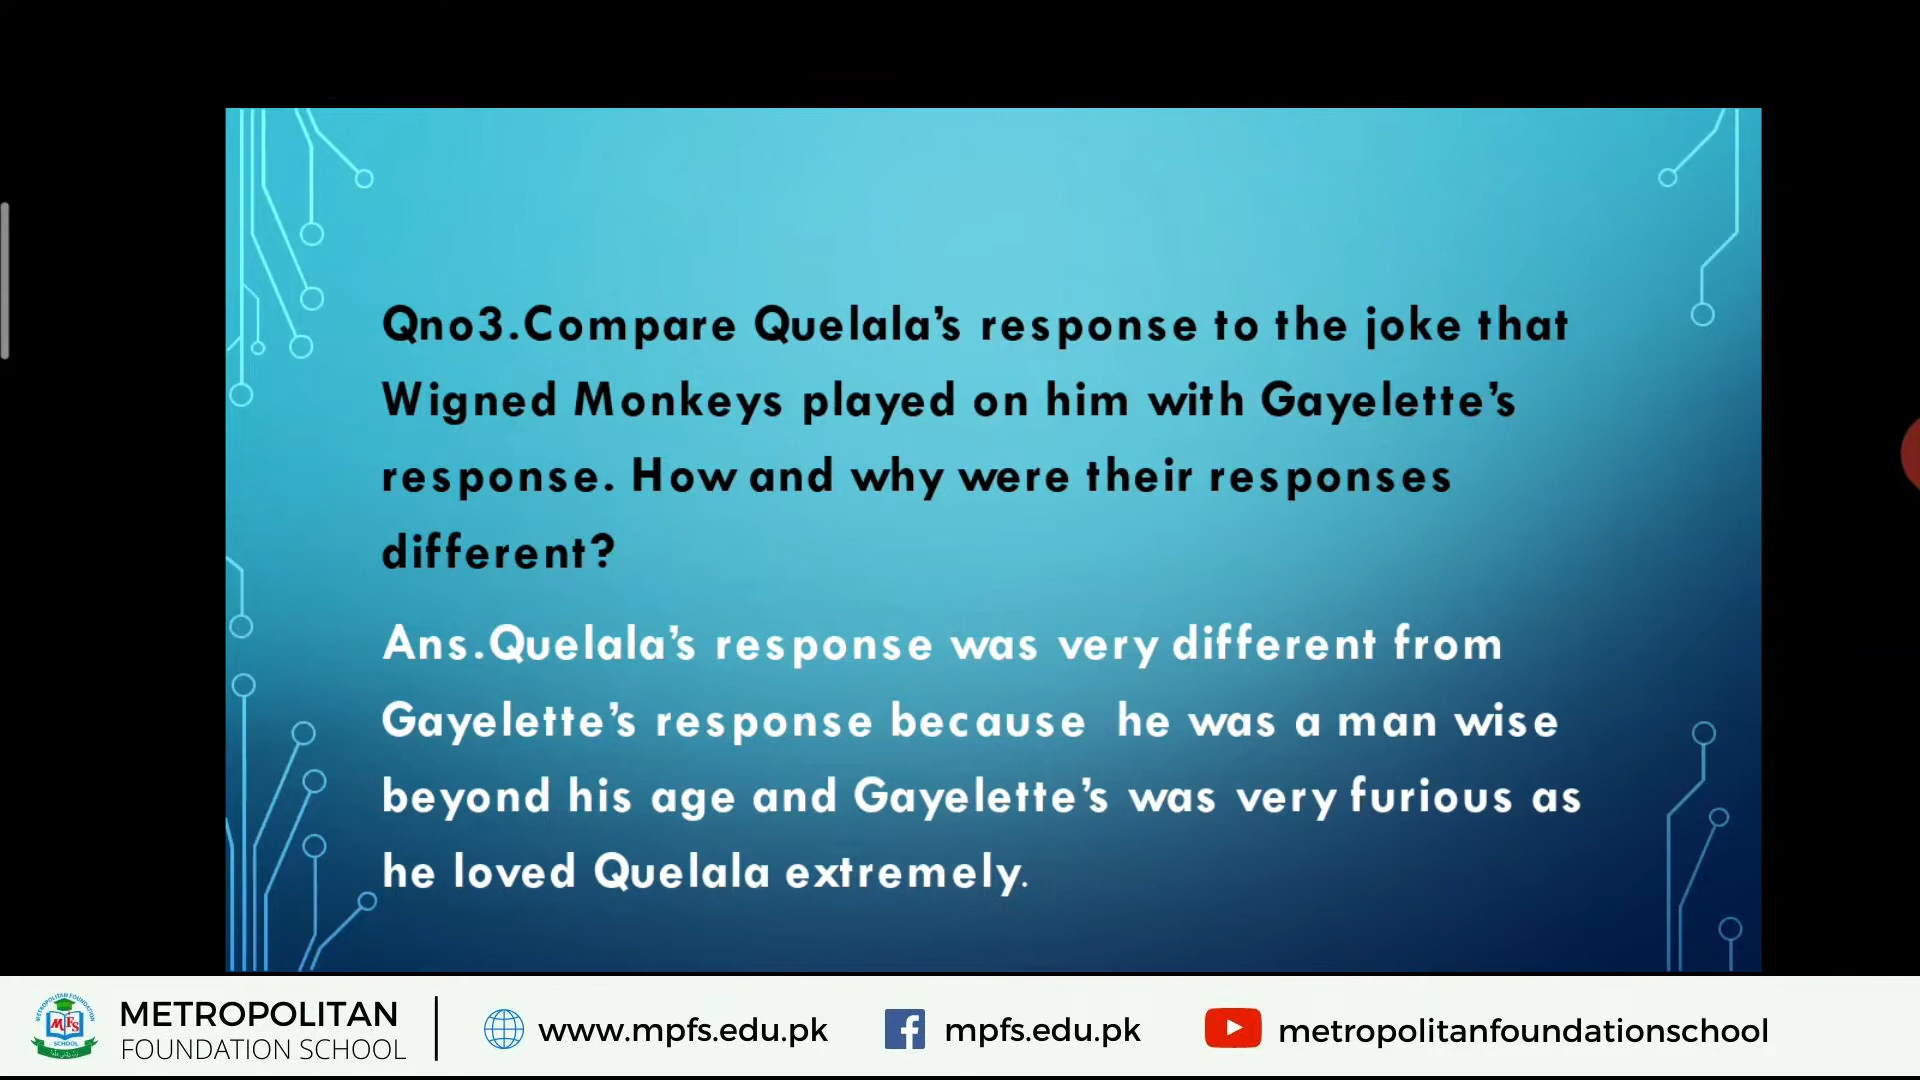 Qno3.Compare Quelala's response to the joke that
Wigned Monkeys played on him with Gayelette's
response. How and why were their responses
different?
Ans.Quelala's response was very different from
Gayelette's response because he was a man wise
beyond his age and Gayelette's was very furious as
he loved Quelala extremely.
METROPOLITAN
FOUNDATION SCHOOL
www.mpfs.edu.pk
mpfs.edu.pk
metropolitanfoundationschool